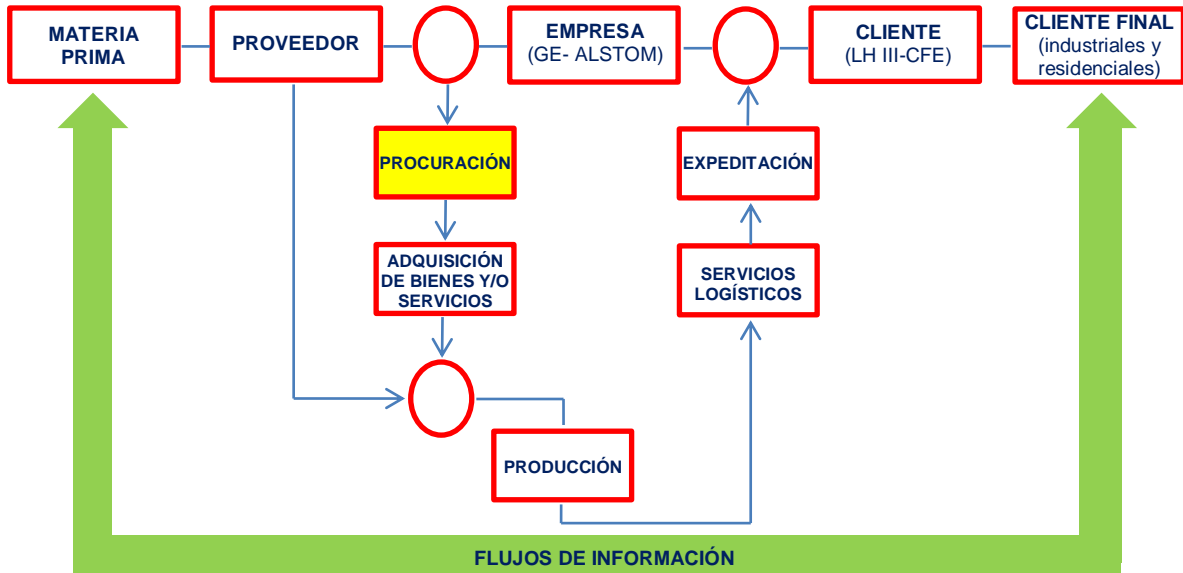 MATERIA
PRIMA
PROVEEDOR
EMPRESA
(GE- ALSTOM)
CLIENTE
(LH III-CFE)
CLIENTE FINAL
(industriales y
residenciales)
PROCURACIÓN
EXPEDITACIÓN
ADQUISICIÓN
DE BIENES Y/O
SERVICIOS
SERVICIOS
LOGÍSTICOS
PRODUCCIÓN
FLUJOS DE INFORMACIÓN